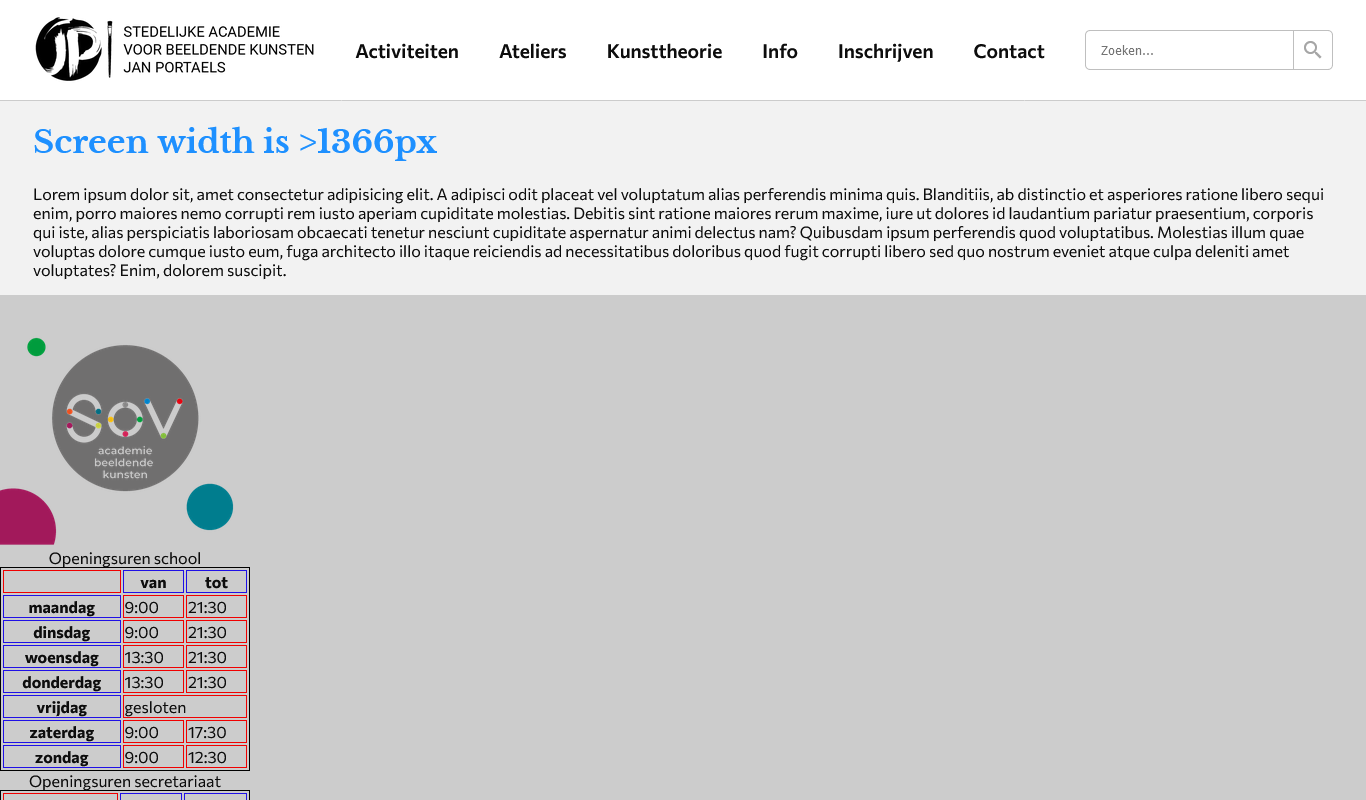 JP
STEDELIJKE ACADEMIE
VOOR BEELDENDE KUNSTEN
JAN PORTAELS
Activiteiten Ateliers Kunsttheorie Info Inschrijven Contact
Zoeken...
Screen width is >1366px
Lorem ipsum dolor sit, amet consectetur adipisicing elit. A adipisci odit placeat vel voluptatum alias perferendis minima quis. Blanditiis, ab distinctio et asperiores ratione libero sequi
enim, porro maiores nemo corrupti rem iusto aperiam cupiditate molestias. Debitis sint ratione maiores rerum maxime, iure ut dolores id laudantium pariatur praesentium, corporis
qui iste, alias perspiciatis laboriosam obcaecati tenetur nesciunt cupiditate aspernatur animi delectus nam? Quibusdam ipsum perferendis quod voluptatibus. Molestias illum quae
voluptas dolore cumque iusto eum, fuga architecto illo itaque reiciendis ad necessitatibus doloribus quod fugit corrupti libero sed quo nostrum eveniet atque culpa deleniti amet
voluptates? Enim, dolorem suscipit.
SOV
academie
beeldende
kunsten
Openingsuren school
van tot
maandag 9:00 21:30
dinsdag 9:00 21:30
woensdag 13:30 21:30
donderdag 13:30 21:30
vrijdag gesloten
zaterdag 9:00 17:30
zondag 9:00 12:30
Openingsuren secretariaat